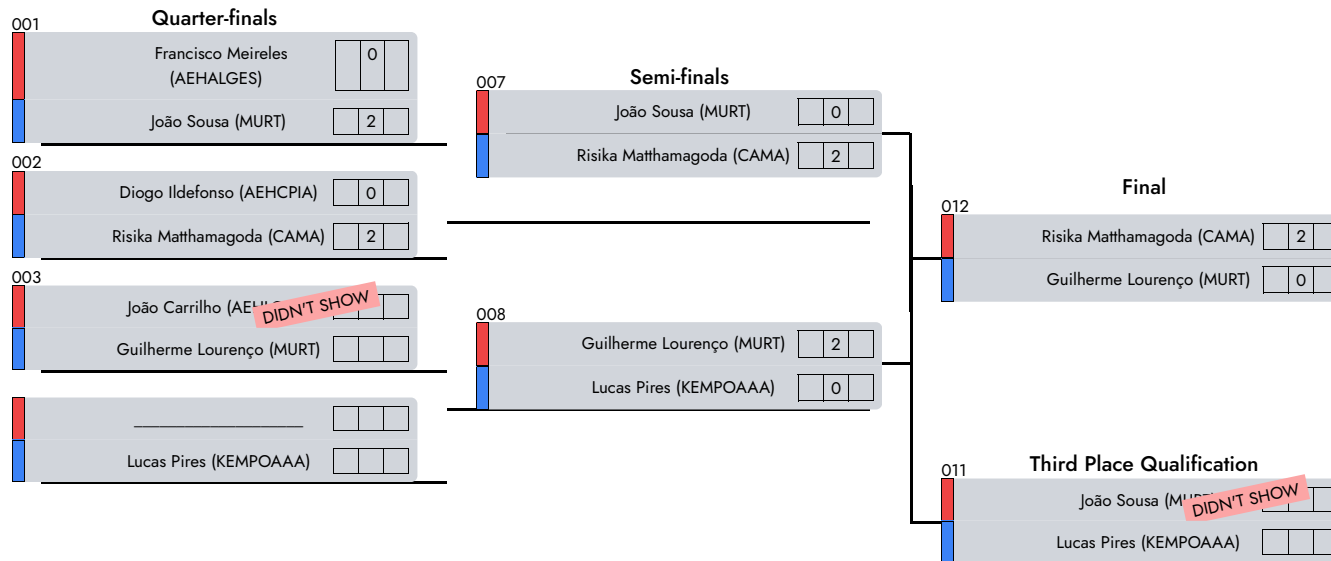 Quarter-finals
001
Francisco Meireles
(AEHALGES)
0
João Sousa (MURT)
2
002
Diogo Ildefonso (AEHCPIA)
0
Risika Matthamagoda (CAMA)
2
003
João Carrilho
DIDN'T SHOW
Guilherme Lourenço (MURT)
____________________
Lucas Pires (KEMPOAAA)
Semi-finals
007
João Sousa (MURT)
0
Risika Matthamagoda (CAMA)
2
008
Guilherme Lourenço (MURT)
2
Lucas Pires (KEMPOAAA)
0
Final
012
Risika Matthamagoda (CAMA)
2
Guilherme Lourenço (MURT)
0
Third Place Qualification
011
João Sousa
DIDN'T SHOW
Lucas Pires (KEMPOAAA)